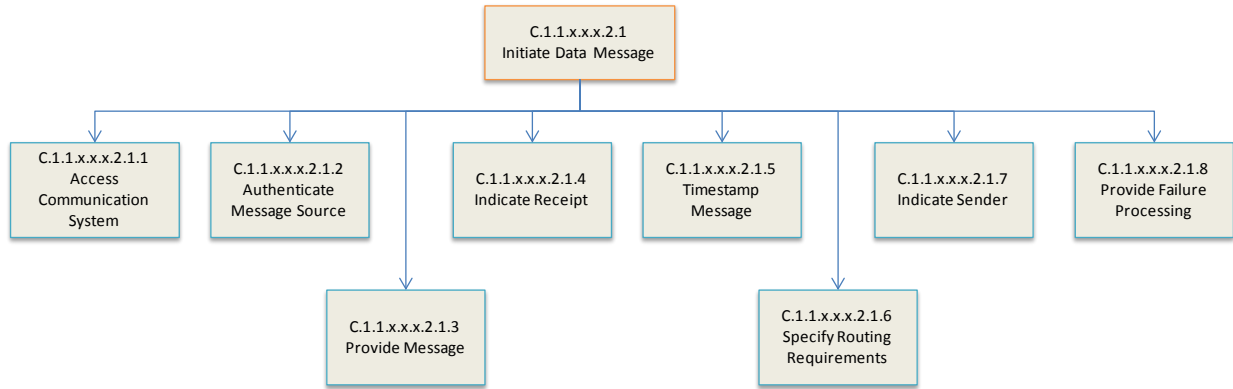 C.1.1.x.x.x.2.1
Initiate Data Message
C.1.1.x.x.x.2.1.1
Access
Communication
System
C.1.1.x.x.x.2.1.2
Authenticate
Message Source
C.1.1.x.x.x.2.1.4
Indicate Receipt
C.1.1.x.x.x.2.1.5
Timestamp
Message
C.1.1.x.x.x.2.1.7
Indicate Sender
C.1.1.x.x.x.2.1.8
Provide Failure
Processing
C.1.1.x.x.x.2.1.3
Provide Message
C.1.1.x.x.x.2.1.6
Specify Routing
Requirements